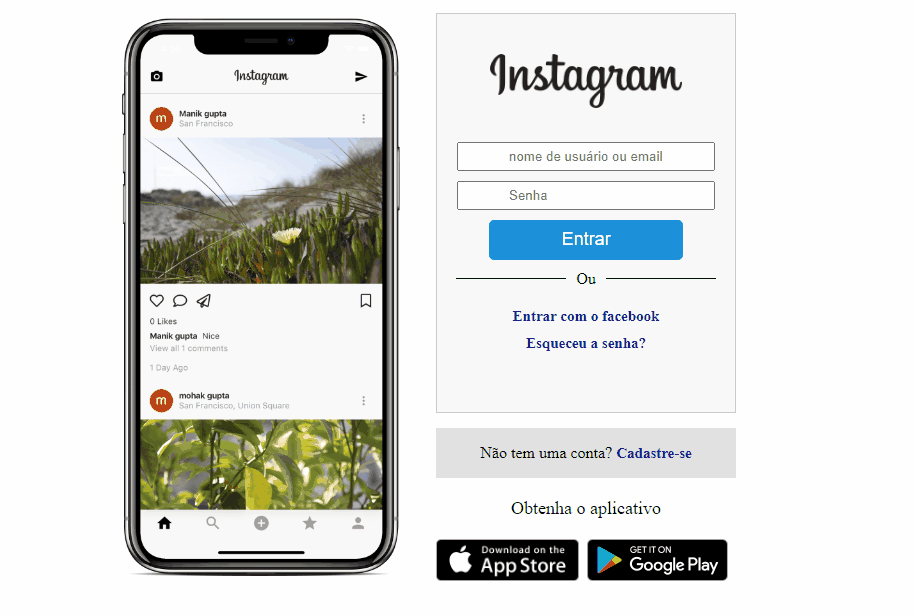 Instagram
m
Manik gupta
San Francisco
0 Likes
Manik gupta Nice
View all 1 comments
1 Day Ago
m
mohak gupta
San Francisco, Union Square
Instagram
nome de usuário ou email
Senha
Entrar
Ou
Entrar com o facebook
Esqueceu a senha?
Não tem uma conta? Cadastre-se
Obtenha o aplicativo
Download on the
App Store
GET IT ON
Google Play